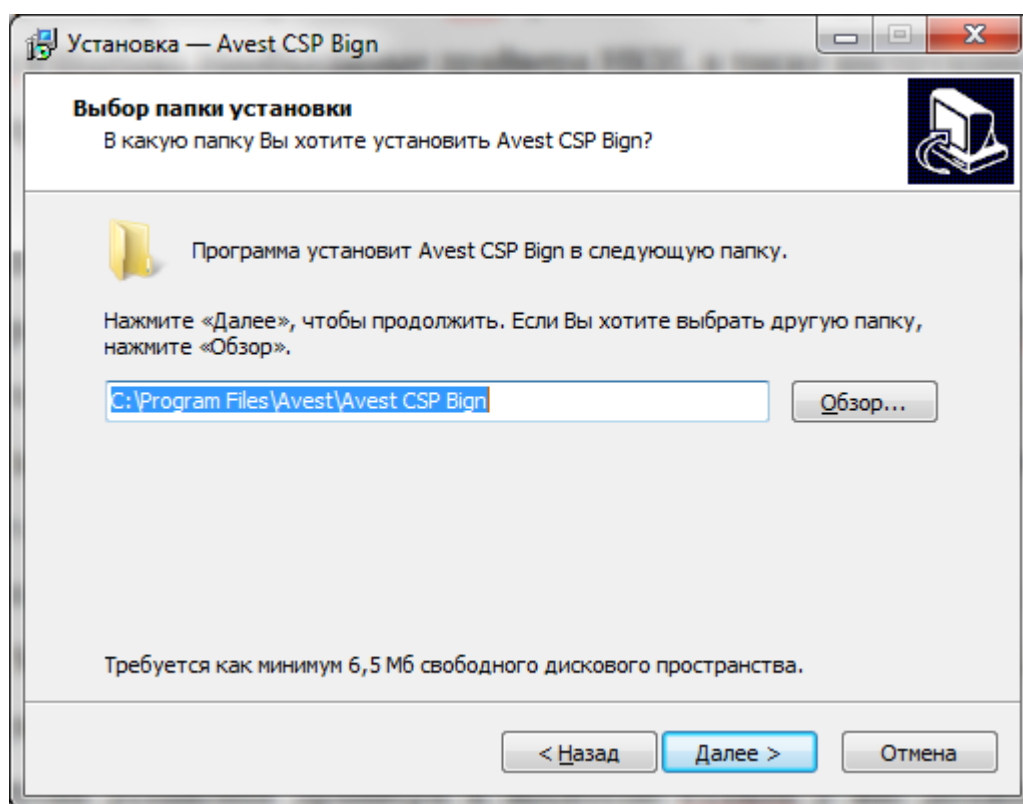 Установка — Avest CSP Bign
Выбор папки установки
В какую папку Вы хотите установить Avest CSP Bign?
Программа установит Avest CSP Bign в следующую папку.
Нажмите «Далее», чтобы продолжить. Если Вы хотите выбрать другую папку,
нажмите «Обзор».
C:\Program Files\Avest\Avest CSP Bign
Обзор...
Требуется как минимум 6,5 Мб свободного дискового пространства.
< Назад
Далее >
Отмена